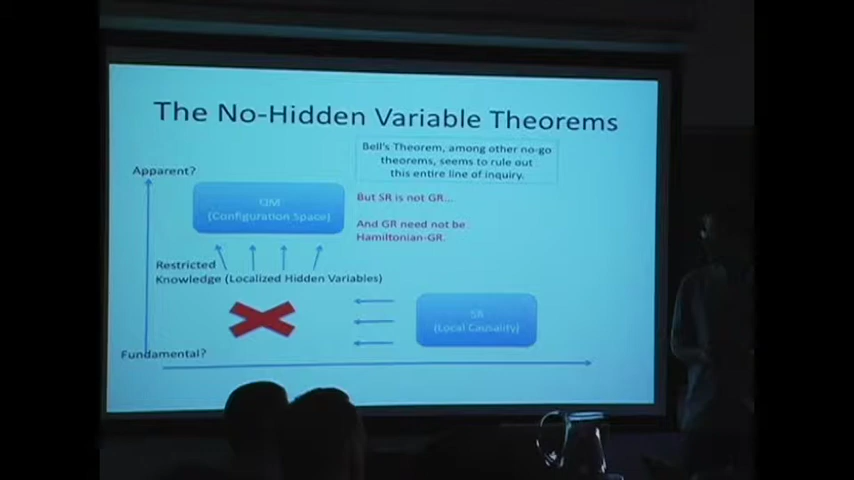 The No-Hidden Variable Theorems
Bell's Theorem, among other no-go
theorems, seems to rule out
this entire line of inquiry.
Apparent?
QM
(Configuration Space)
But SR is not GR...
And GR need not be
Hamiltonian-GR.
Restricted
Knowledge (Localized Hidden Variables)
SR
(Local Causality)
Fundamental?